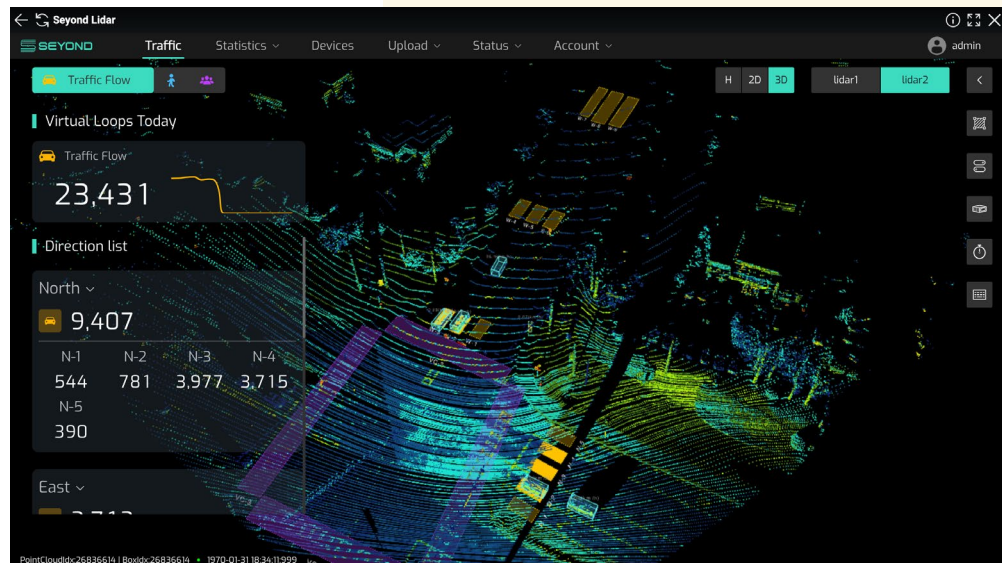 Seyond Lidar
SEYOND Traffic Statistics Devices Upload Status Account admin
Traffic Flow H 2D 3D lidar1 lidar2
Virtual Loops Today
Traffic Flow
23,431
Direction list
North
9,407
N-1 N-2 N-3 N-4
544 781 3,977 3,715
N-5
390
East
PointCloudIdx:26836614 | BoxIdx:26836614 • 1970-01-31 18:34:11:999